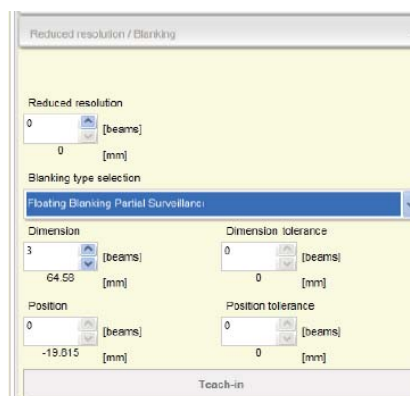 Reduced resolution / Blanking
Reduced resolution
0 [beams]
0 [mm]
Blanking type selection
Floating Blanking Partial Surveillanc
Dimension Dimension tolerance
3 [beams] 0 [beams]
64.58 [mm] 0 [mm]
Position Position tolerance
0 [beams] 0 [beams]
-19.815 [mm] 0 [mm]
Teach-in